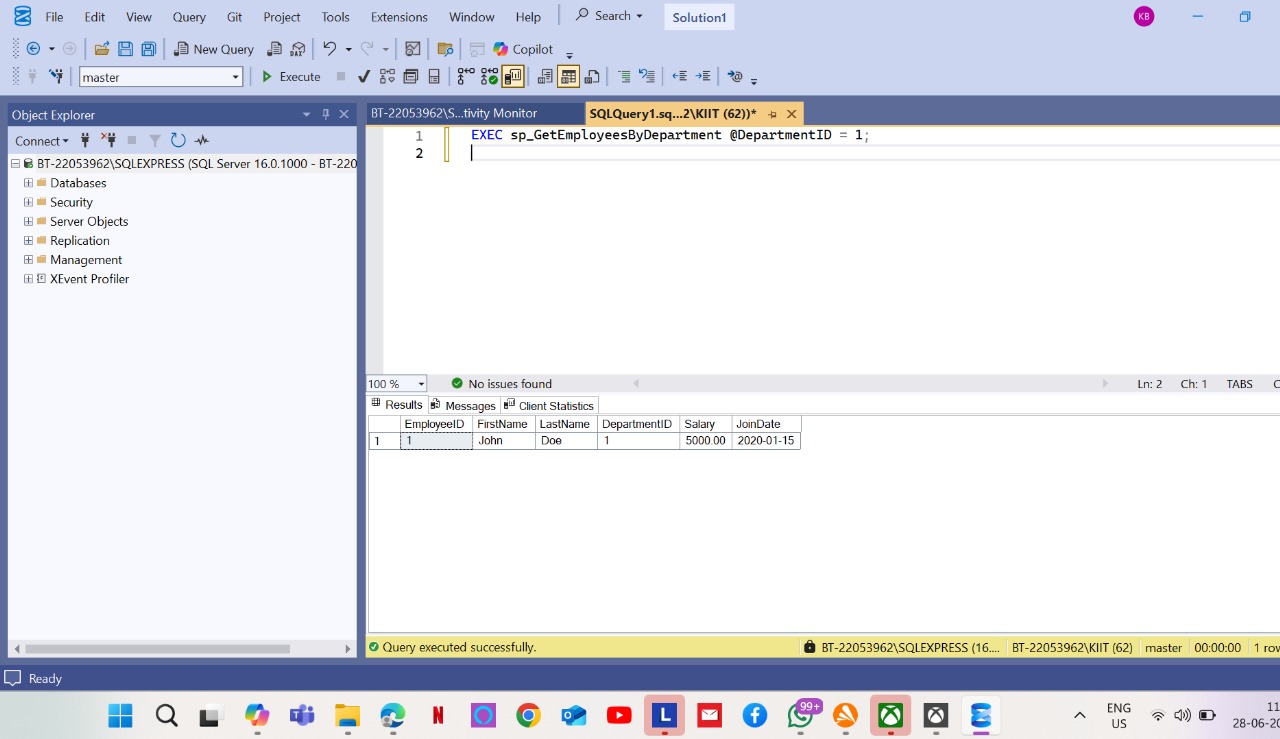 File Edit View Query Git Project Tools Extensions Window Help Search Solution1 KB
New Query DAX Copilot
master Execute
Object Explorer
Connect
BT-22053962\SQLEXPRESS (SQL Server 16.0.1000 - BT-220
Databases
Security
Server Objects
Replication
Management
XEvent Profiler
BT-22053962\S...tivity Monitor SQLQuery1.sq...2\KIIT (62))*
1 EXEC sp_GetEmployeesByDepartment @DepartmentID = 1;
2
100 % No issues found Ln: 2 Ch: 1 TABS C
Results Messages Client Statistics
EmployeeID FirstName LastName DepartmentID Salary JoinDate
1 1 John Doe 1 5000.00 2020-01-15
Query executed successfully. BT-22053962\SQLEXPRESS (16.... BT-22053962\KIIT (62) master 00:00:00 1 row
Ready
N L 99+ ENG 11
US 28-06-20